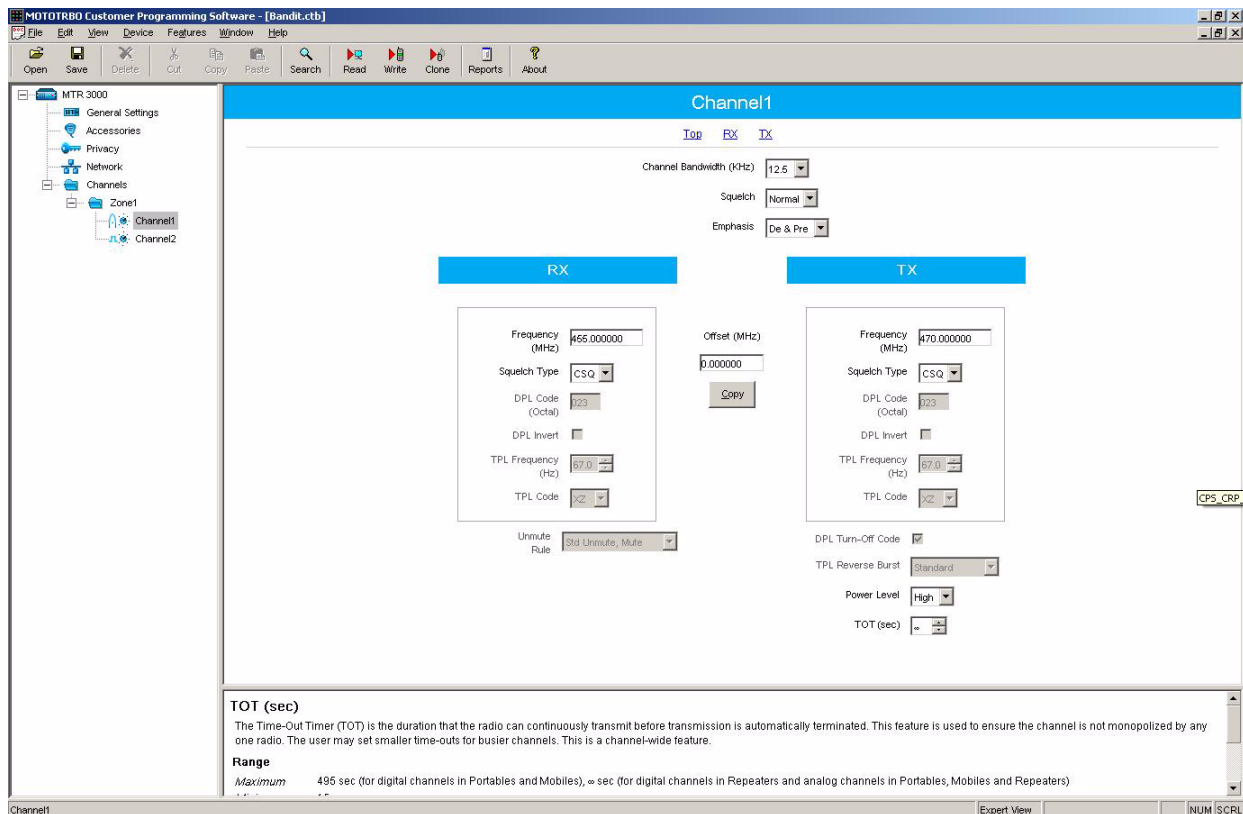 MOTOTRBO Customer Programming Software - [Bandit.ctb]
File Edit View Device Features Window Help
Open Save Delete Cut Copy Paste Search Read Write Clone Reports About
MTR 3000
General Settings
Accessories
Privacy
Network
Channels
Zone1
Channel1
Channel2
Channel1
Top RX TX
Channel Bandwidth (KHz) 12.5
Squelch Normal
Emphasis De & Pre
RX
Frequency (MHz) 455.000000
Squelch Type CSQ
DPL Code (Octal) 023
DPL Invert
TPL Frequency (Hz) 67.0
TPL Code XZ
Unmute Rule Std Unmute, Mute
Offset (MHz)
0.000000
Copy
TX
Frequency (MHz) 470.000000
Squelch Type CSQ
DPL Code (Octal) 023
DPL Invert
TPL Frequency (Hz) 67.0
TPL Code XZ
DPL Turn-Off Code
TPL Reverse Burst Standard
Power Level High
TOT (sec) ∞
CPS_CRP_
TOT (sec)
The Time-Out Timer (TOT) is the duration that the radio can continuously transmit before transmission is automatically terminated. This feature is used to ensure the channel is not monopolized by any
one radio. The user may set smaller time-outs for busier channels. This is a channel-wide feature.
Range
Maximum 495 sec (for digital channels in Portables and Mobiles), ∞ sec (for digital channels in Repeaters and analog channels in Portables, Mobiles and Repeaters)
Channel1 Expert View NUM SCRL